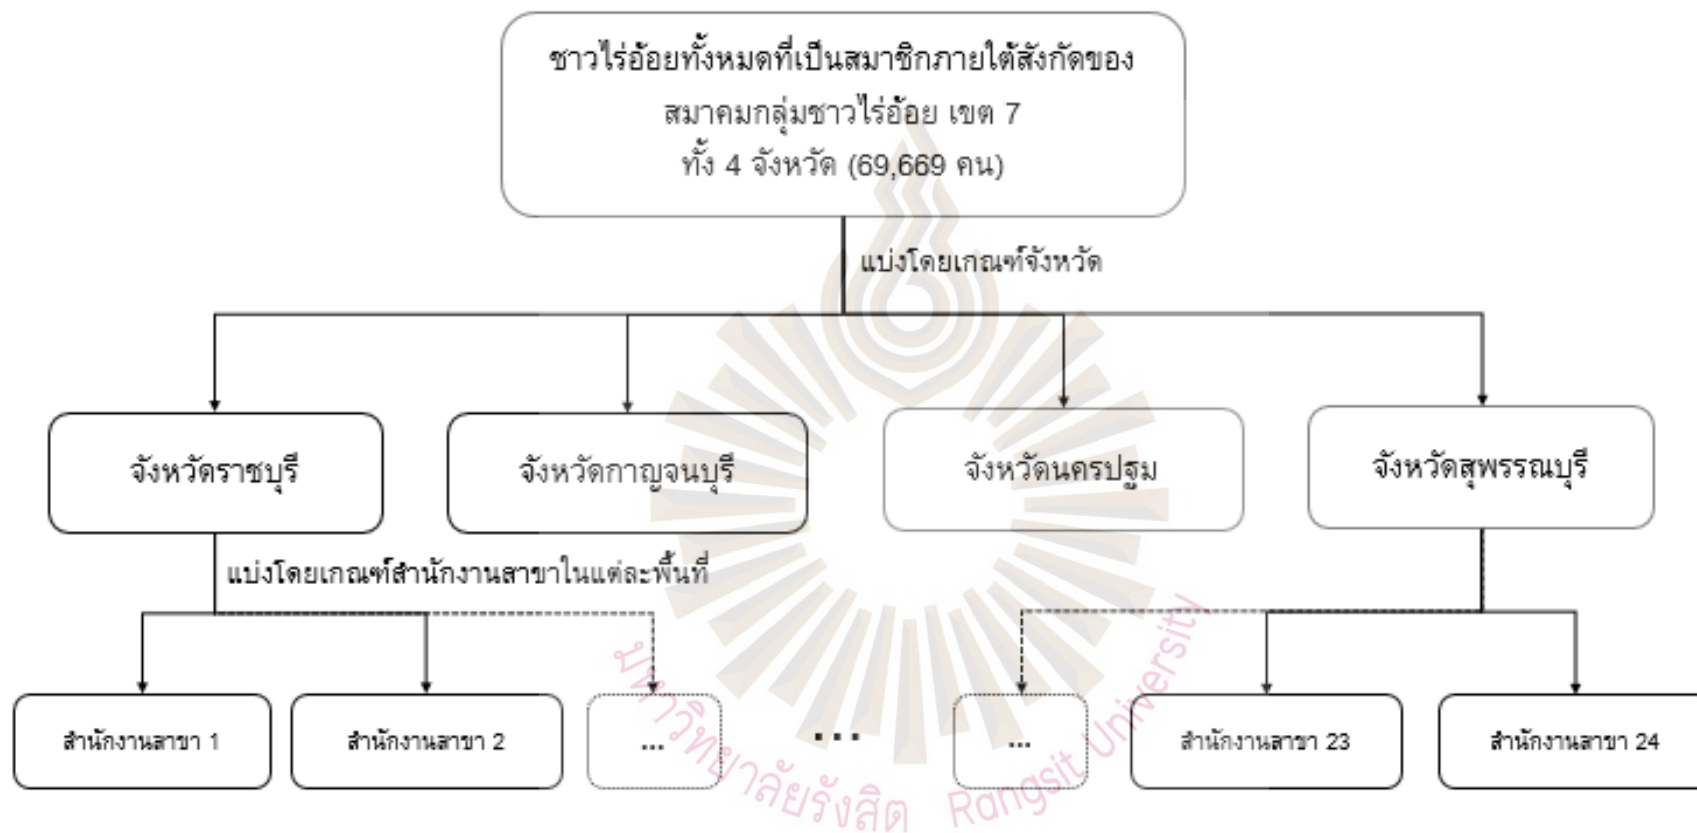 ชาวไร่อ้อยทั้งหมดที่เป็นสมาชิกภายใต้สังกัดของ
สมาคมกลุ่มชาวไร่อ้อย เขต 7
ทั้ง 4 จังหวัด (69,669 คน)
แบ่งโดยเกณฑ์จังหวัด
จังหวัดราชบุรี
จังหวัดกาญจนบุรี
จังหวัดนครปฐม
จังหวัดสุพรรณบุรี
แบ่งโดยเกณฑ์สำนักงานสาขาในแต่ละพื้นที่
สำนักงานสาขา 1
สำนักงานสาขา 2
...
...
...
สำนักงานสาขา 23
สำนักงานสาขา 24
มหาวิทยาลัยรังสิต Rangsit University